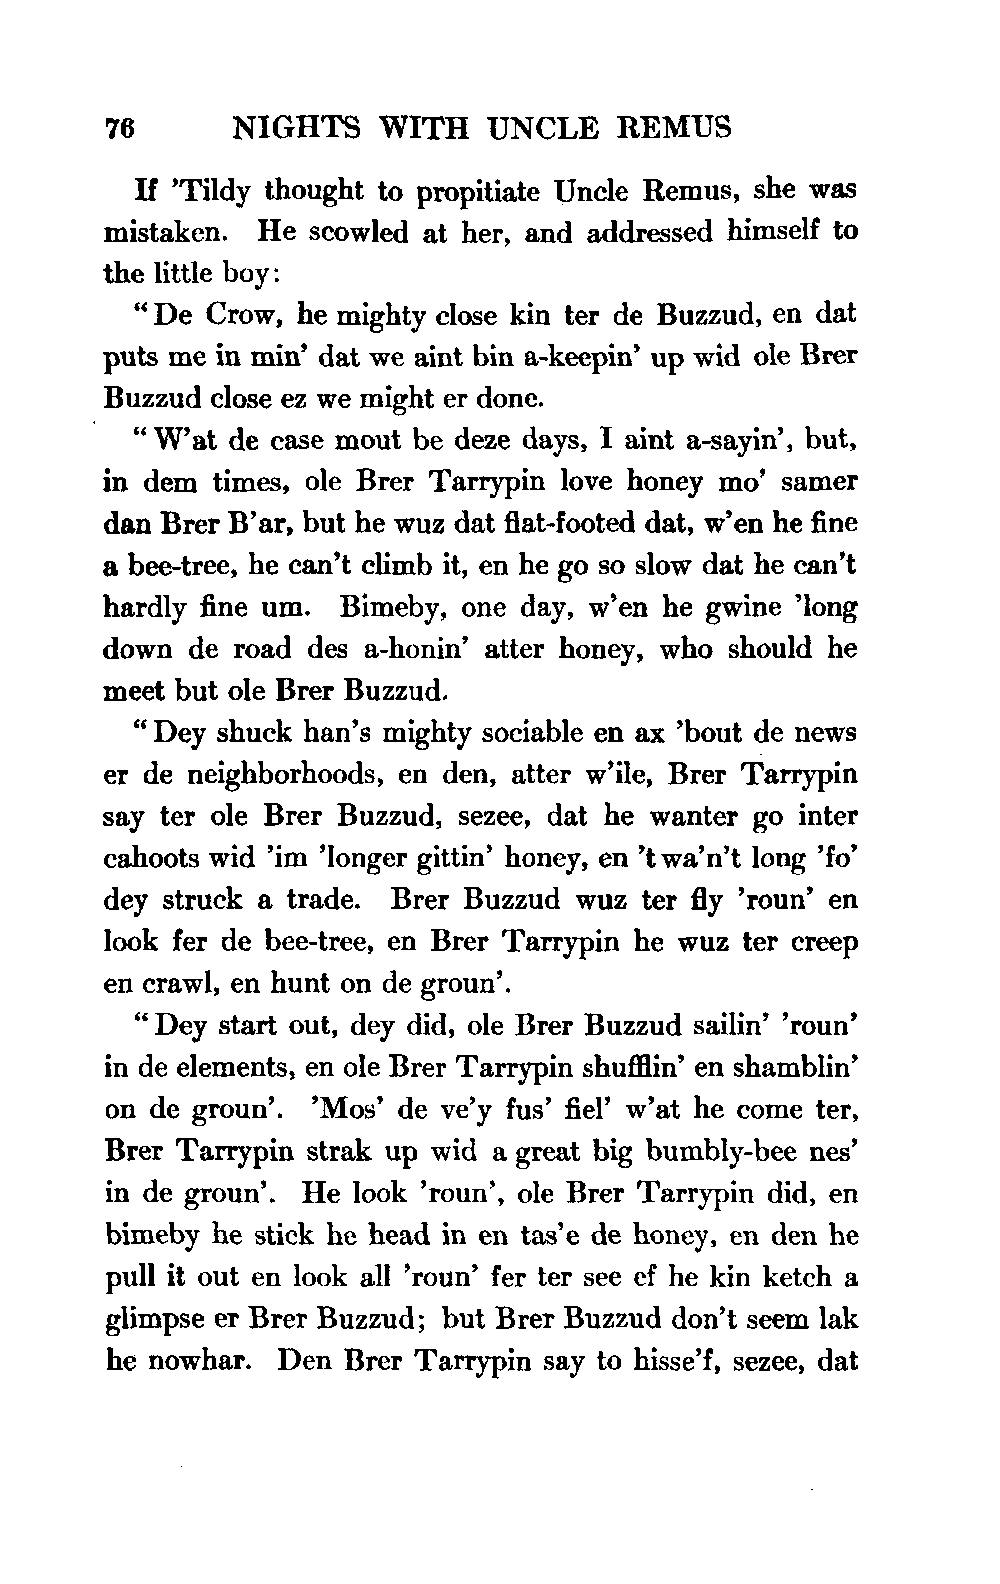 76 NIGHTS WITH UNCLE REMUS
If ’Tildy thought to propitiate Uncle Remus, she was
mistaken. He scowled at her, and addressed himself to
the little boy:
“De Crow, he mighty close kin ter de Buzzud, en dat
puts me in min’ dat we aint bin a-keepin’ up wid ole Brer
Buzzud close ez we might er done.
“W’at de case mout be deze days, I aint a-sayin’, but,
in dem times, ole Brer Tarrypin love honey mo’ samer
dan Brer B’ar, but he wuz dat flat-footed dat, w’en he fine
a bee-tree, he can’t climb it, en he go so slow dat he can’t
hardly fine um. Bimeby, one day, w’en he gwine ’long
down de road des a-honin’ atter honey, who should he
meet but ole Brer Buzzud.
“Dey shuck han’s mighty sociable en ax ’bout de news
er de neighborhoods, en den, atter w’ile, Brer Tarrypin
say ter ole Brer Buzzud, sezee, dat he wanter go inter
cahoots wid ’im ’longer gittin’ honey, en ’twa’n’t long ’fo’
dey struck a trade. Brer Buzzud wuz ter fly ’roun’ en
look fer de bee-tree, en Brer Tarrypin he wuz ter creep
en crawl, en hunt on de groun’.
“Dey start out, dey did, ole Brer Buzzud sailin’ ’roun’
in de elements, en ole Brer Tarrypin shufflin’ en shamblin’
on de groun’. ’Mos’ de ve’y fus’ fiel’ w’at he come ter,
Brer Tarrypin strak up wid a great big bumbly-bee nes’
in de groun’. He look ’roun’, ole Brer Tarrypin did, en
bimeby he stick he head in en tas’e de honey, en den he
pull it out en look all ’roun’ fer ter see ef he kin ketch a
glimpse er Brer Buzzud; but Brer Buzzud don’t seem lak
he nowhar. Den Brer Tarrypin say to hisse’f, sezee, dat